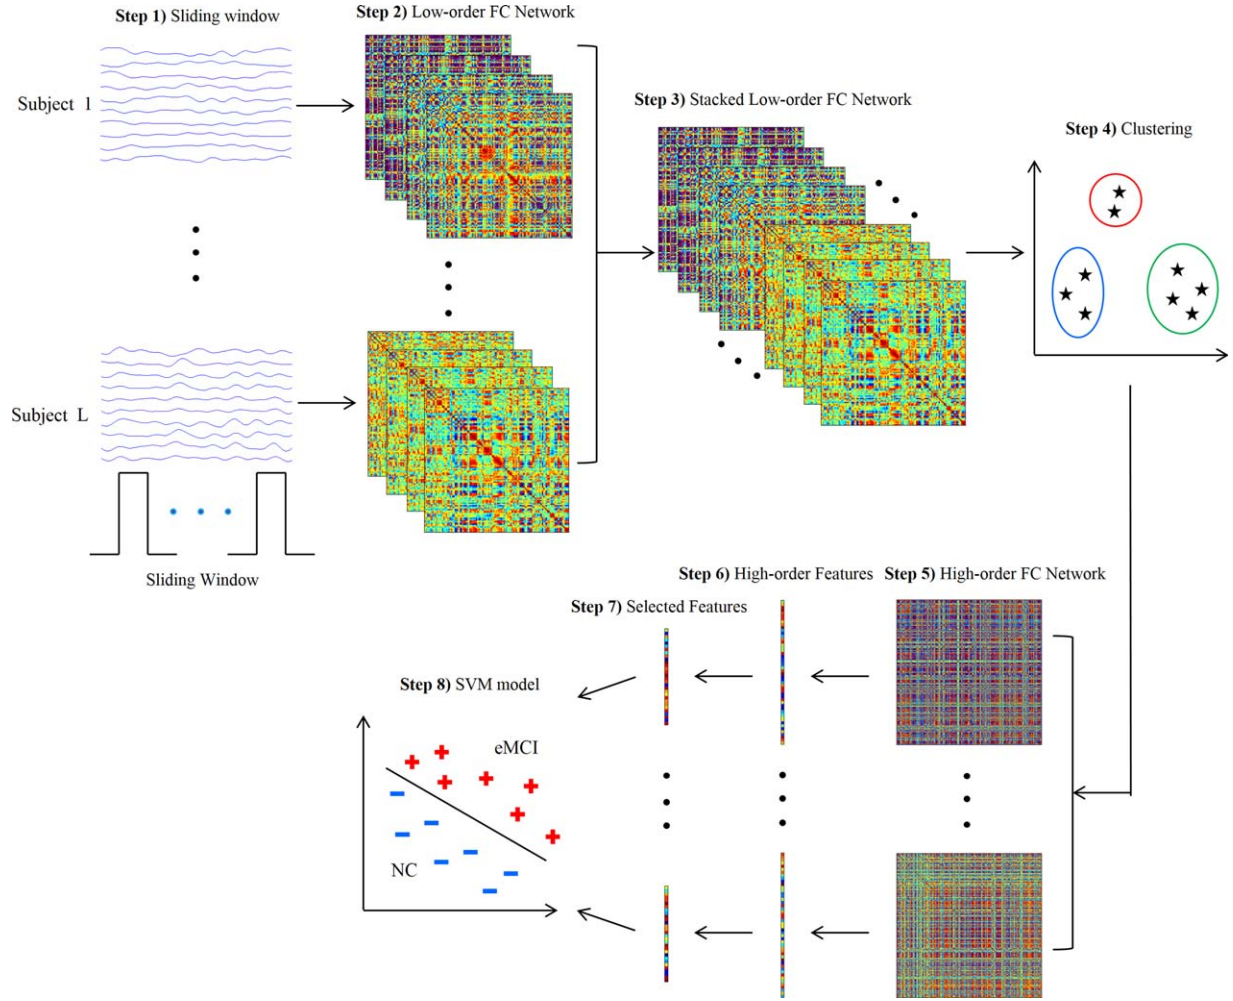 Step 1) Sliding window
Step 2) Low-order FC Network
Subject 1
Step 3) Stacked Low-order FC Network
Step 4) Clustering
Subject L
Sliding Window
Step 6) High-order Features
Step 5) High-order FC Network
Step 7) Selected Features
Step 8) SVM model
eMCI
NC